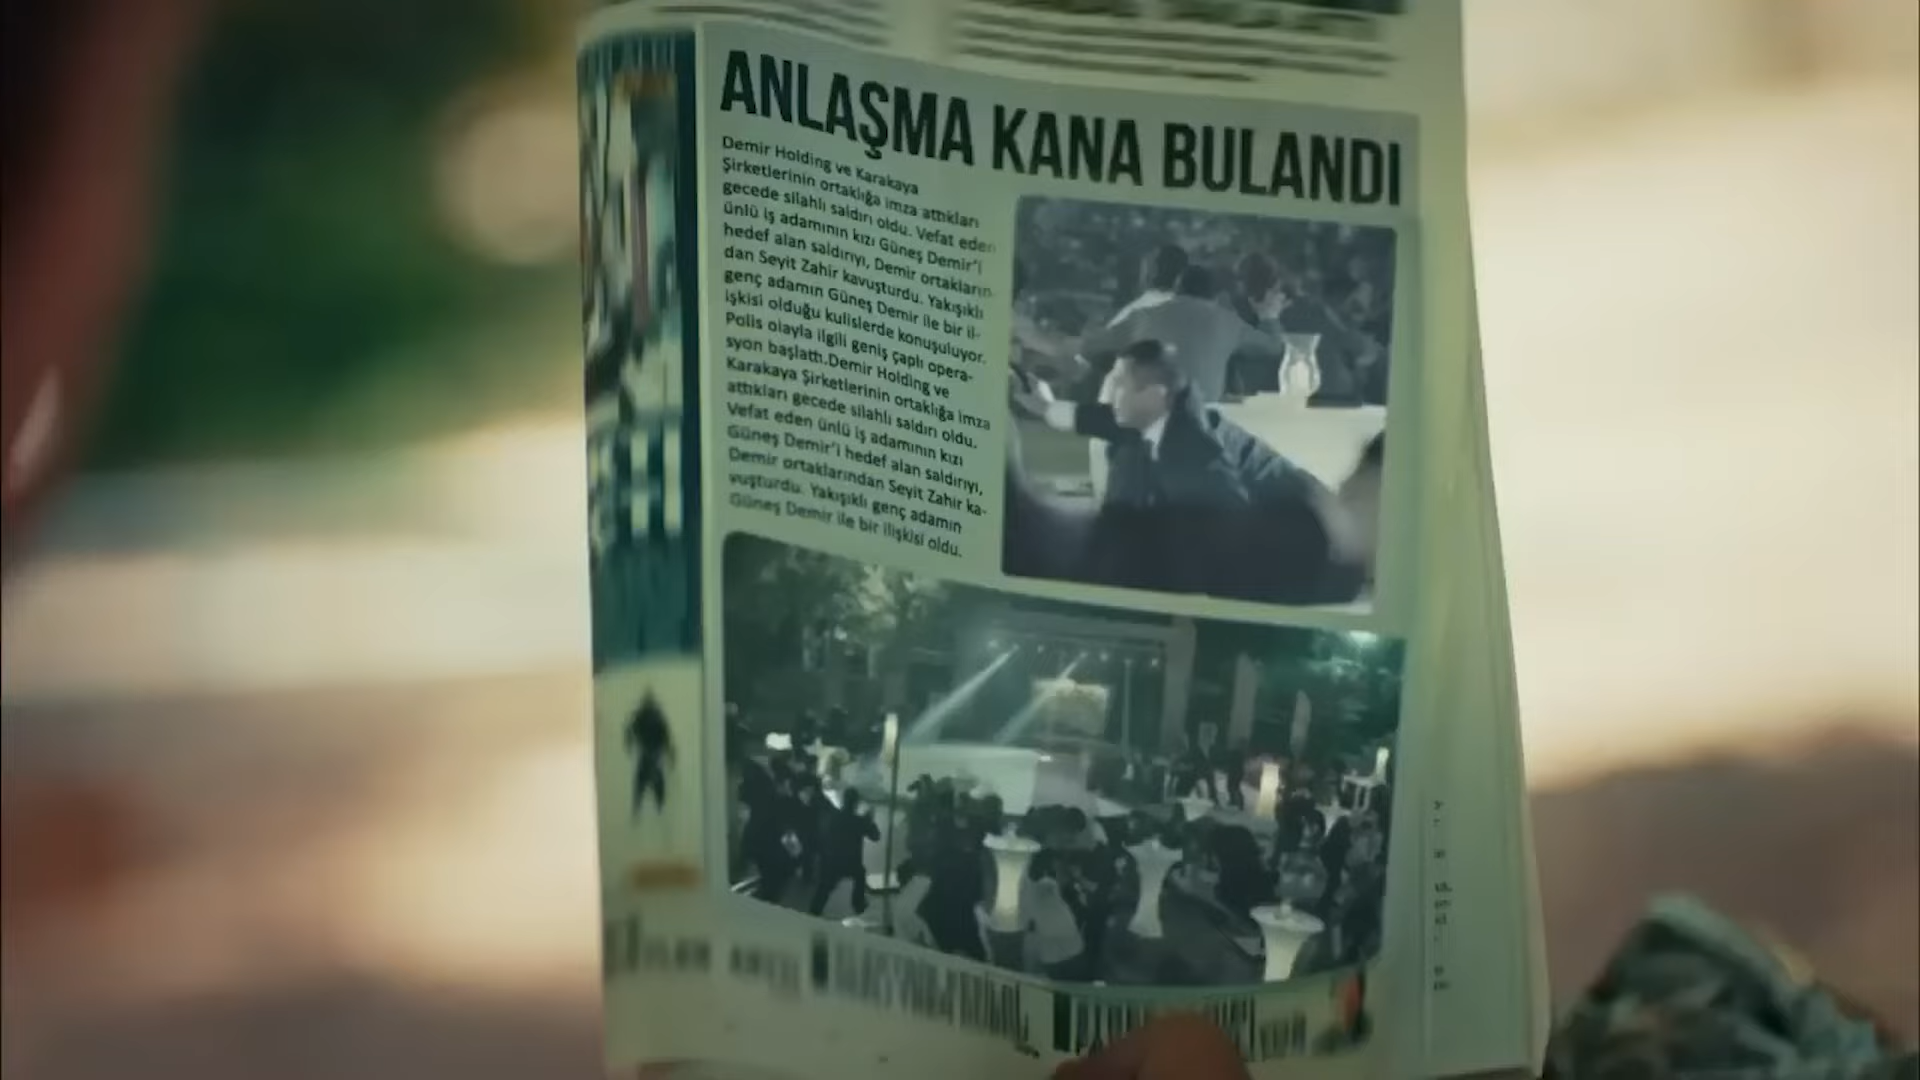 ANLAŞMA KANA BULANDI
Demir Holding ve Karakaya
Şirketlerinin ortaklığa imza attıkları
gecede silahlı saldırı oldu. Vefat eden
ünlü iş adamının kızı Güneş Demir'i
hedef alan saldırıyı, Demir ortakların-
dan Seyit Zahir kavuşturdu. Yakışıklı
genç adamın Güneş Demir ile bir il-
işkisi olduğu kulislerde konuşuluyor.
Polis olayla ilgili geniş çaplı opera-
syon başlattı.Demir Holding ve
Karakaya Şirketlerinin ortaklığa imza
attıkları gecede silahlı saldırı oldu.
Vefat eden ünlü iş adamının kızı
Güneş Demir'i hedef alan saldırıyı,
Demir ortaklarından Seyit Zahir ka-
vuşturdu. Yakışıklı genç adamın
Güneş Demir ile bir ilişkisi oldu.